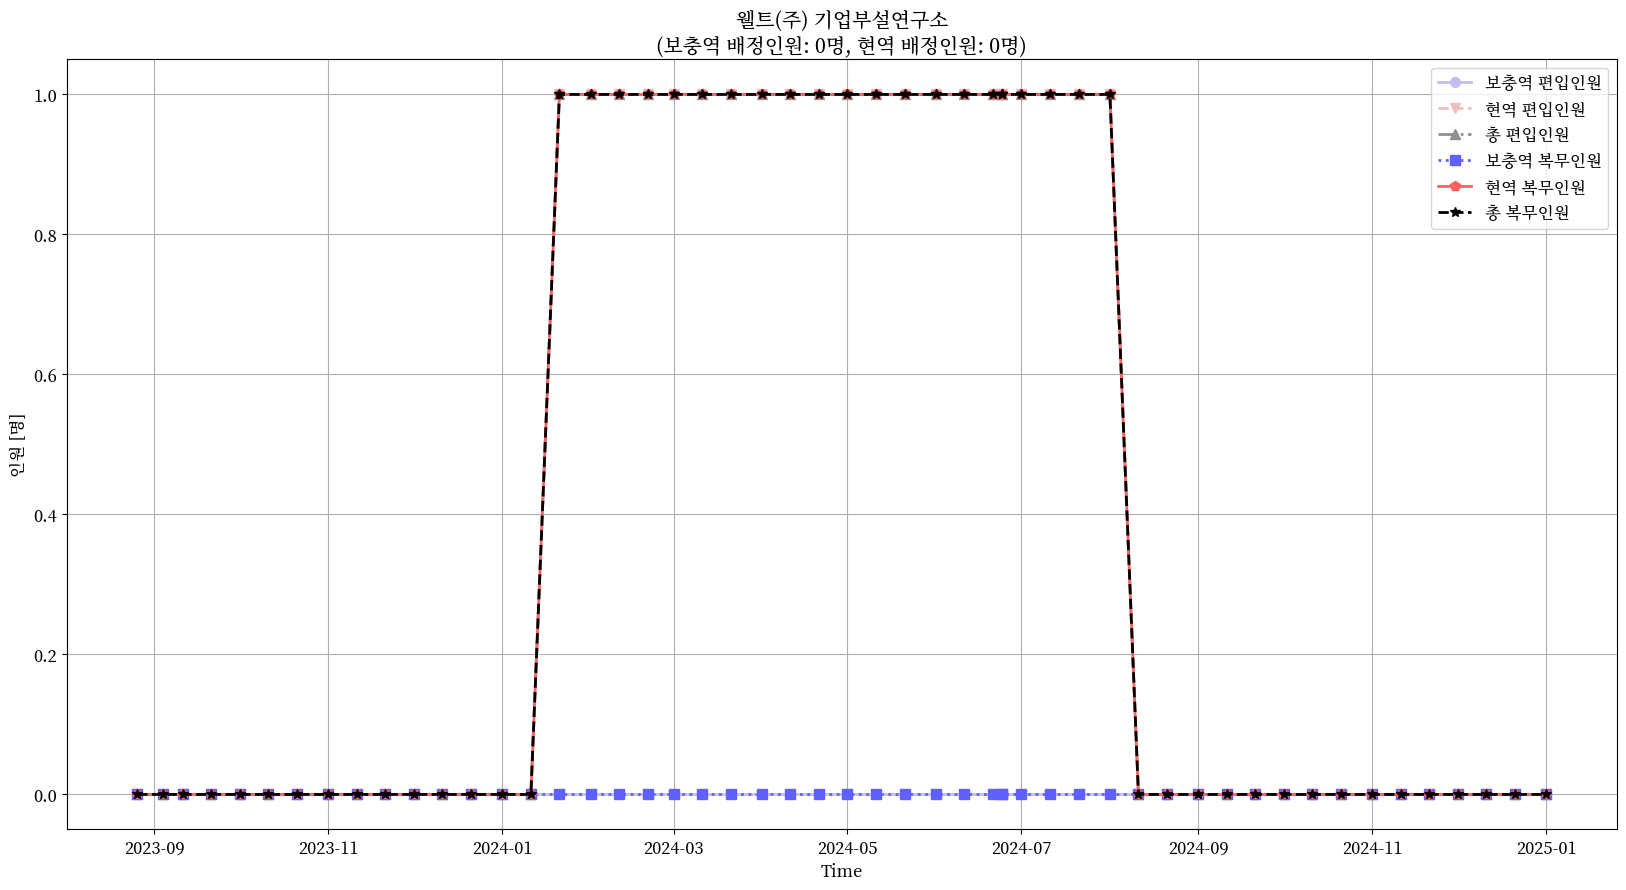 웰트(주) 기업부설연구소
(보충역 배정인원: 0명, 현역 배정인원: 0명)
보충역 편입인원
현역 편입인원
총 편입인원
보충역 복무인원
현역 복무인원
총 복무인원
1.0
0.8
0.6
0.4
0.2
0.0
인원 [명]
2023-09 2023-11 2024-01 2024-03 2024-05 2024-07 2024-09 2024-11 2025-01
Time